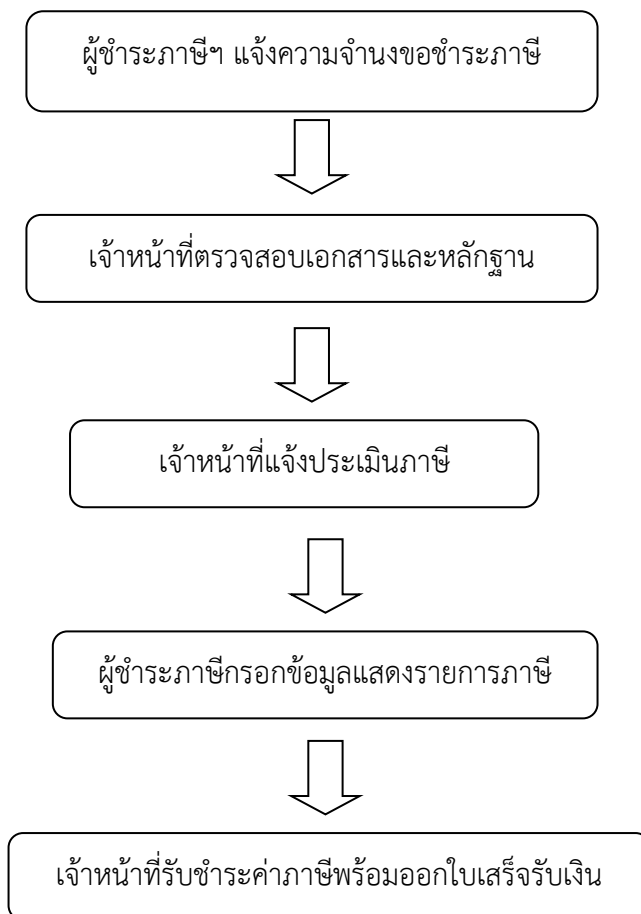 ผู้ชำระภาษีฯ แจ้งความจำนงขอชำระภาษี
เจ้าหน้าที่ตรวจสอบเอกสารและหลักฐาน
เจ้าหน้าที่แจ้งประเมินภาษี
ผู้ชำระภาษีกรอกข้อมูลแสดงรายการภาษี
เจ้าหน้าที่รับชำระค่าภาษีพร้อมออกใบเสร็จรับเงิน